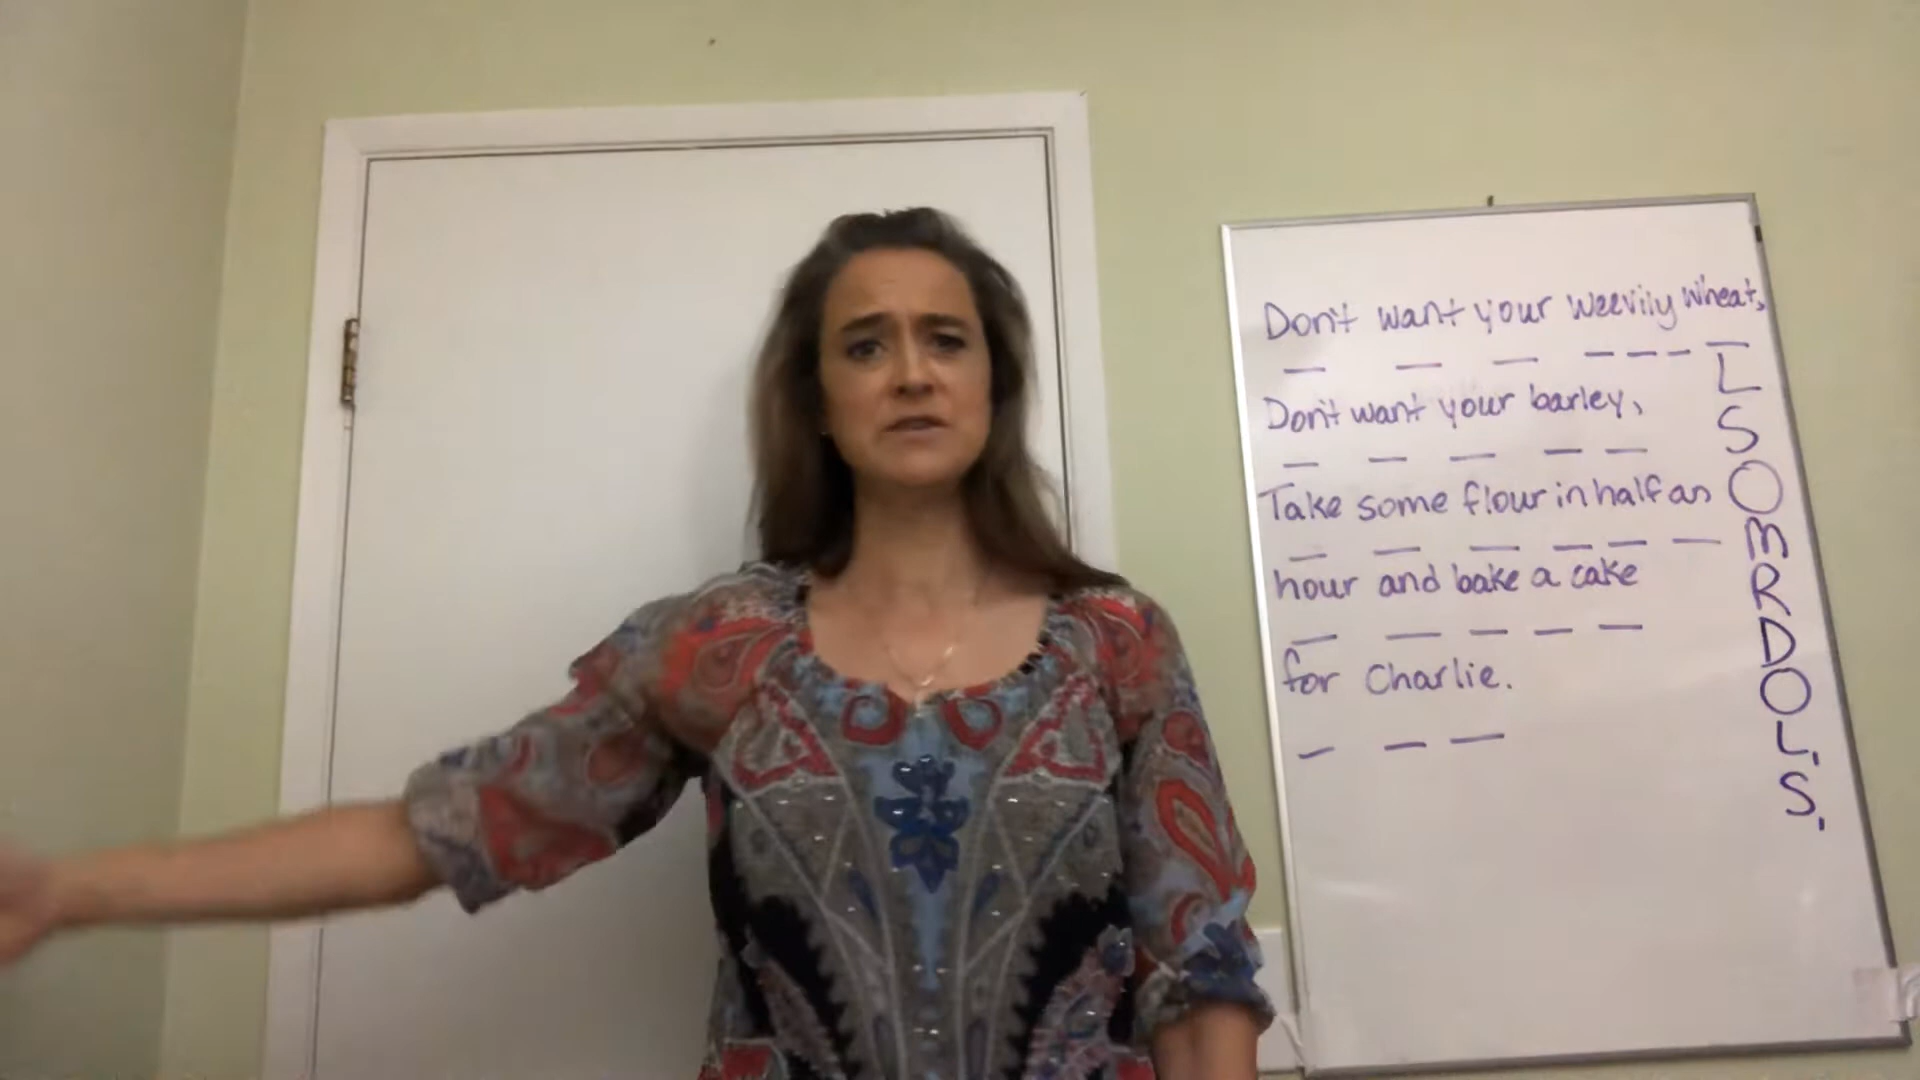 Don't want your weevily wheat,
Don't want your barley,
Take some flour in half an
hour and bake a cake
for Charlie.
L
S
O
M
R
D
O
L
S